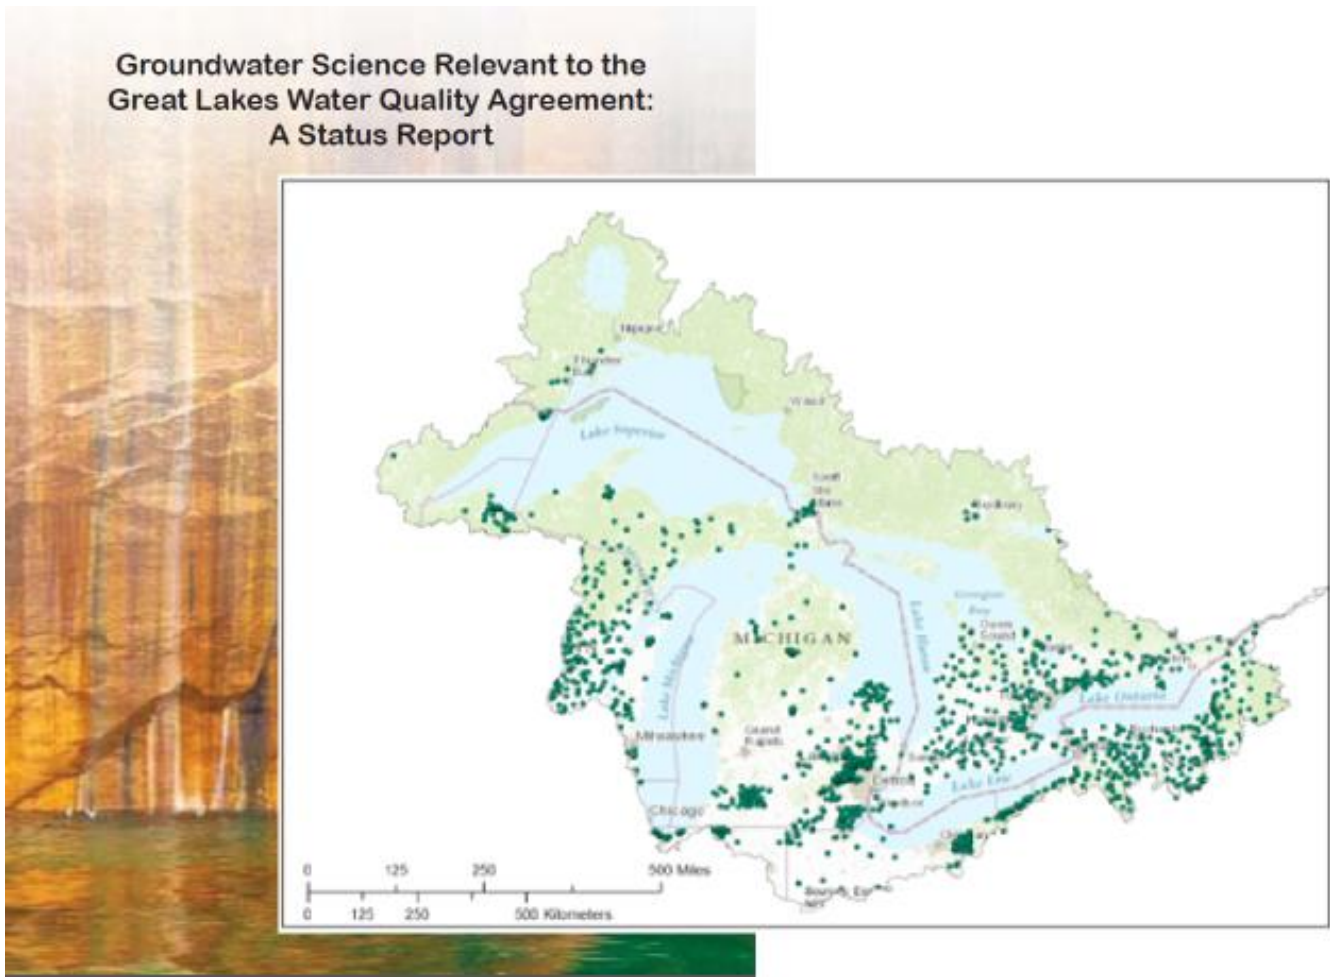 Groundwater Science Relevant to the
Great Lakes Water Quality Agreement:
A Status Report
Thunder
Bay
Lake Superior
Sault
Ste
Marie
Sudbury
Georgian
Bay
Owen
Sound
Lake Huron
MICHIGAN
Lake Michigan
Lake Ontario
Milwaukee
Grand
Rapids
Detroit
Lake Erie
Chicago
0 125 250 500 Miles
0 125 250 500 Kilometers